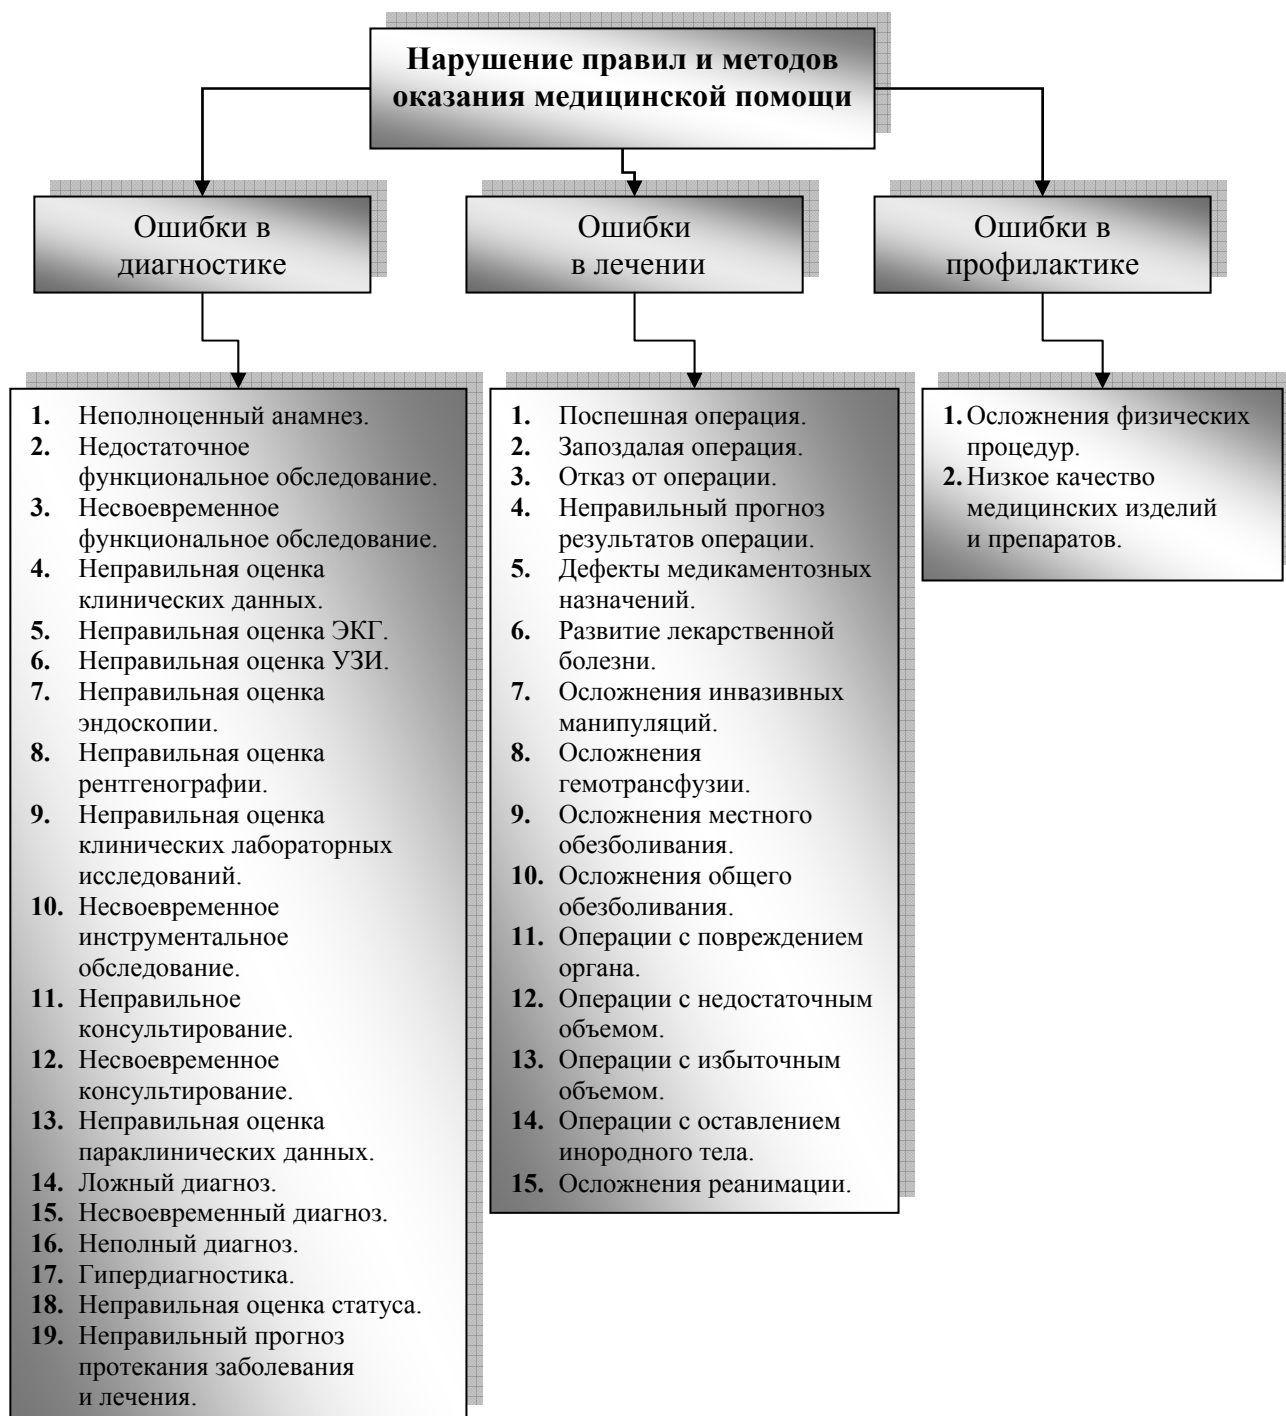 Нарушение правил и методов
оказания медицинской помощи
Ошибки в
диагностике
Ошибки
в лечении
Ошибки в
профилактике
1. Неполноценный анамнез.
2. Недостаточное
функциональное обследование.
3. Несвоевременное
функциональное обследование.
4. Неправильная оценка
клинических данных.
5. Неправильная оценка ЭКГ.
6. Неправильная оценка УЗИ.
7. Неправильная оценка
эндоскопии.
8. Неправильная оценка
рентгенографии.
9. Неправильная оценка
клинических лабораторных
исследований.
10. Несвоевременное
инструментальное
обследование.
11. Неправильное
консультирование.
12. Несвоевременное
консультирование.
13. Неправильная оценка
параклинических данных.
14. Ложный диагноз.
15. Несвоевременный диагноз.
16. Неполный диагноз.
17. Гипердиагностика.
18. Неправильная оценка статуса.
19. Неправильный прогноз
протекания заболевания
и лечения.
1. Поспешная операция.
2. Запоздалая операция.
3. Отказ от операции.
4. Неправильный прогноз
результатов операции.
5. Дефекты медикаментозных
назначений.
6. Развитие лекарственной
болезни.
7. Осложнения инвазивных
манипуляций.
8. Осложнения
гемотрансфузии.
9. Осложнения местного
обезболивания.
10. Осложнения общего
обезболивания.
11. Операции с повреждением
органа.
12. Операции с недостаточным
объемом.
13. Операции с избыточным
объемом.
14. Операции с оставлением
инородного тела.
15. Осложнения реанимации.
1. Осложнения физических
процедур.
2. Низкое качество
медицинских изделий
и препаратов.